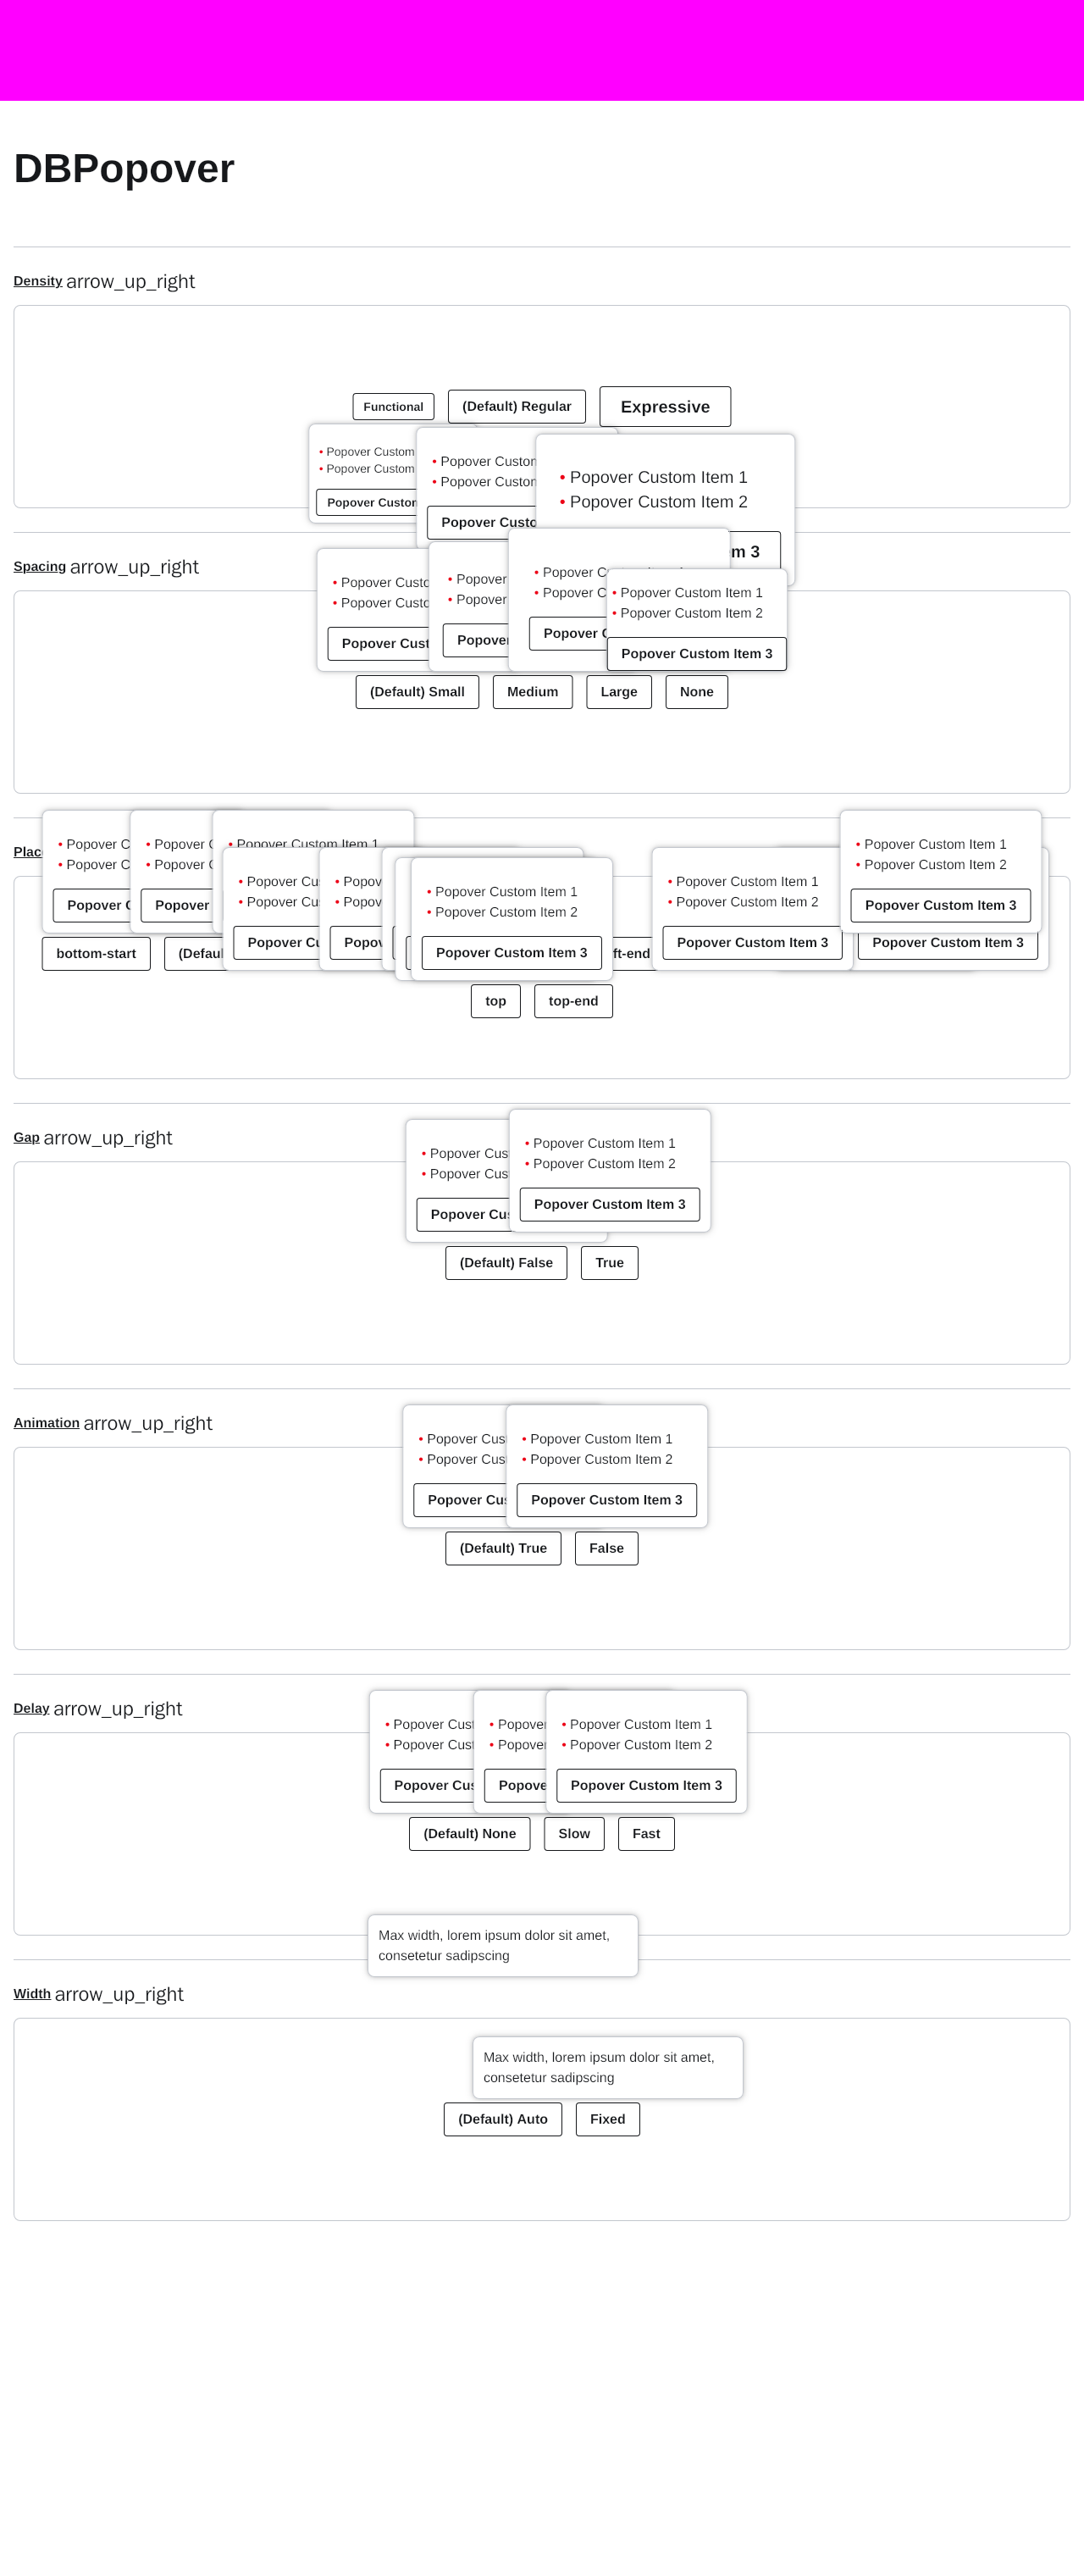 DBPopover
Density arrow_up_right
Functional (Default) Regular Expressive
• Popover Custom
• Popover Custom
Popover Custom
• Popover Custom
• Popover Custom
Popover Custo
• Popover Custom Item 1
• Popover Custom Item 2
m 3
Spacing arrow_up_right
• Popover Custo
• Popover Custo
Popover Cust
• Popover
• Popover
Popover
• Popover C
• Popover C
Popover C
• Popover Custom Item 1
• Popover Custom Item 2
Popover Custom Item 3
(Default) Small Medium Large None
Plac
• Popover C
• Popover C
Popover C
• Popover C
• Popover C
Popover
• Popover Custom Item 1
• Popover Cus
• Popover Cus
Popover Cu
• Popov
• Popov
Popov
• Popover Custom Item 1
• Popover Custom Item 2
Popover Custom Item 3
• Popover Custom Item 1
• Popover Custom Item 2
Popover Custom Item 3
• Popover Custom Item 1
• Popover Custom Item 2
Popover Custom Item 3
Popover Custom Item 3
bottom-start (Defaul ft-end
top top-end
Gap arrow_up_right
• Popover Cus
• Popover Cus
Popover Cus
• Popover Custom Item 1
• Popover Custom Item 2
Popover Custom Item 3
(Default) False True
Animation arrow_up_right
• Popover Cus
• Popover Cus
Popover Cus
• Popover Custom Item 1
• Popover Custom Item 2
Popover Custom Item 3
(Default) True False
Delay arrow_up_right
• Popover Cust
• Popover Cust
Popover Cus
• Popover
• Popover
Popove
• Popover Custom Item 1
• Popover Custom Item 2
Popover Custom Item 3
(Default) None Slow Fast
Max width, lorem ipsum dolor sit amet,
consetetur sadipscing
Width arrow_up_right
Max width, lorem ipsum dolor sit amet,
consetetur sadipscing
(Default) Auto Fixed